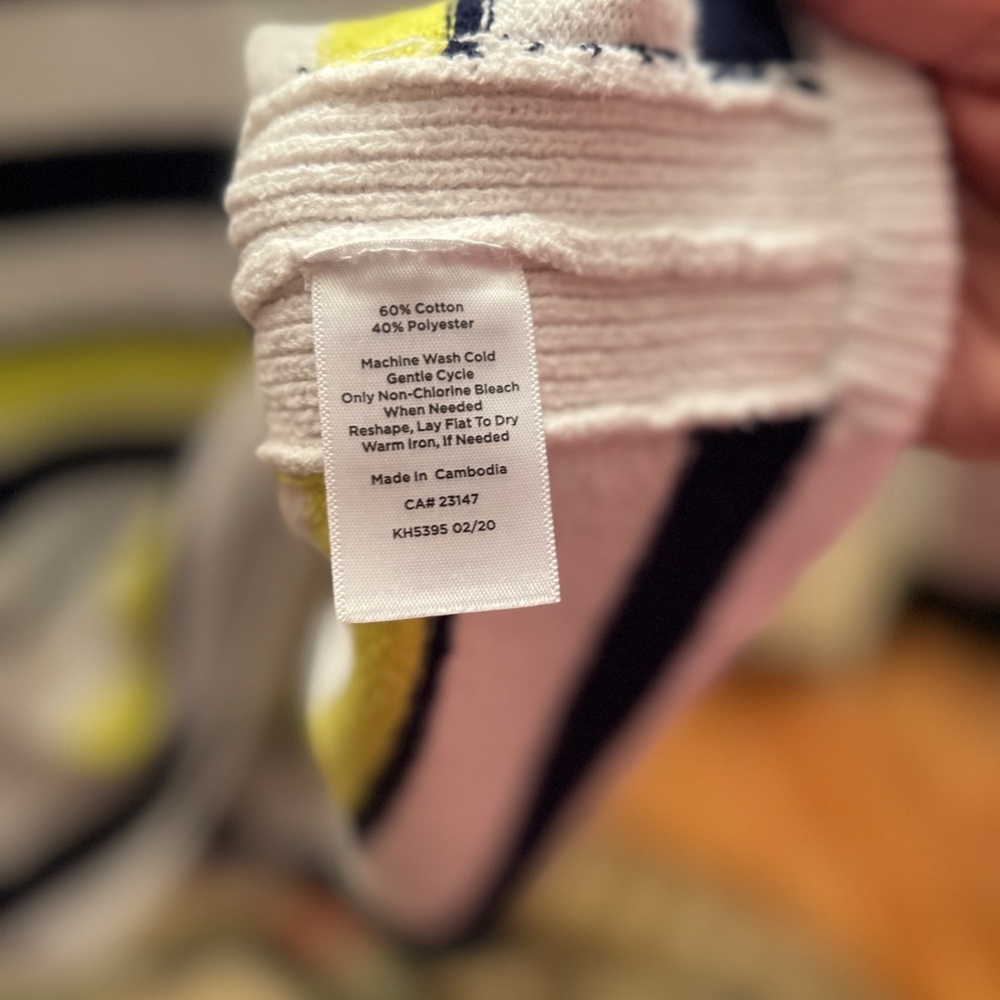 60% Cotton
40% Polyester
Machine Wash Cold
Gentle Cycle
Only Non-Chlorine Bleach
When Needed
Reshape, Lay Flat To Dry
Warm Iron, If Needed
Made In Cambodia
CA# 23147
KH5395 02/20